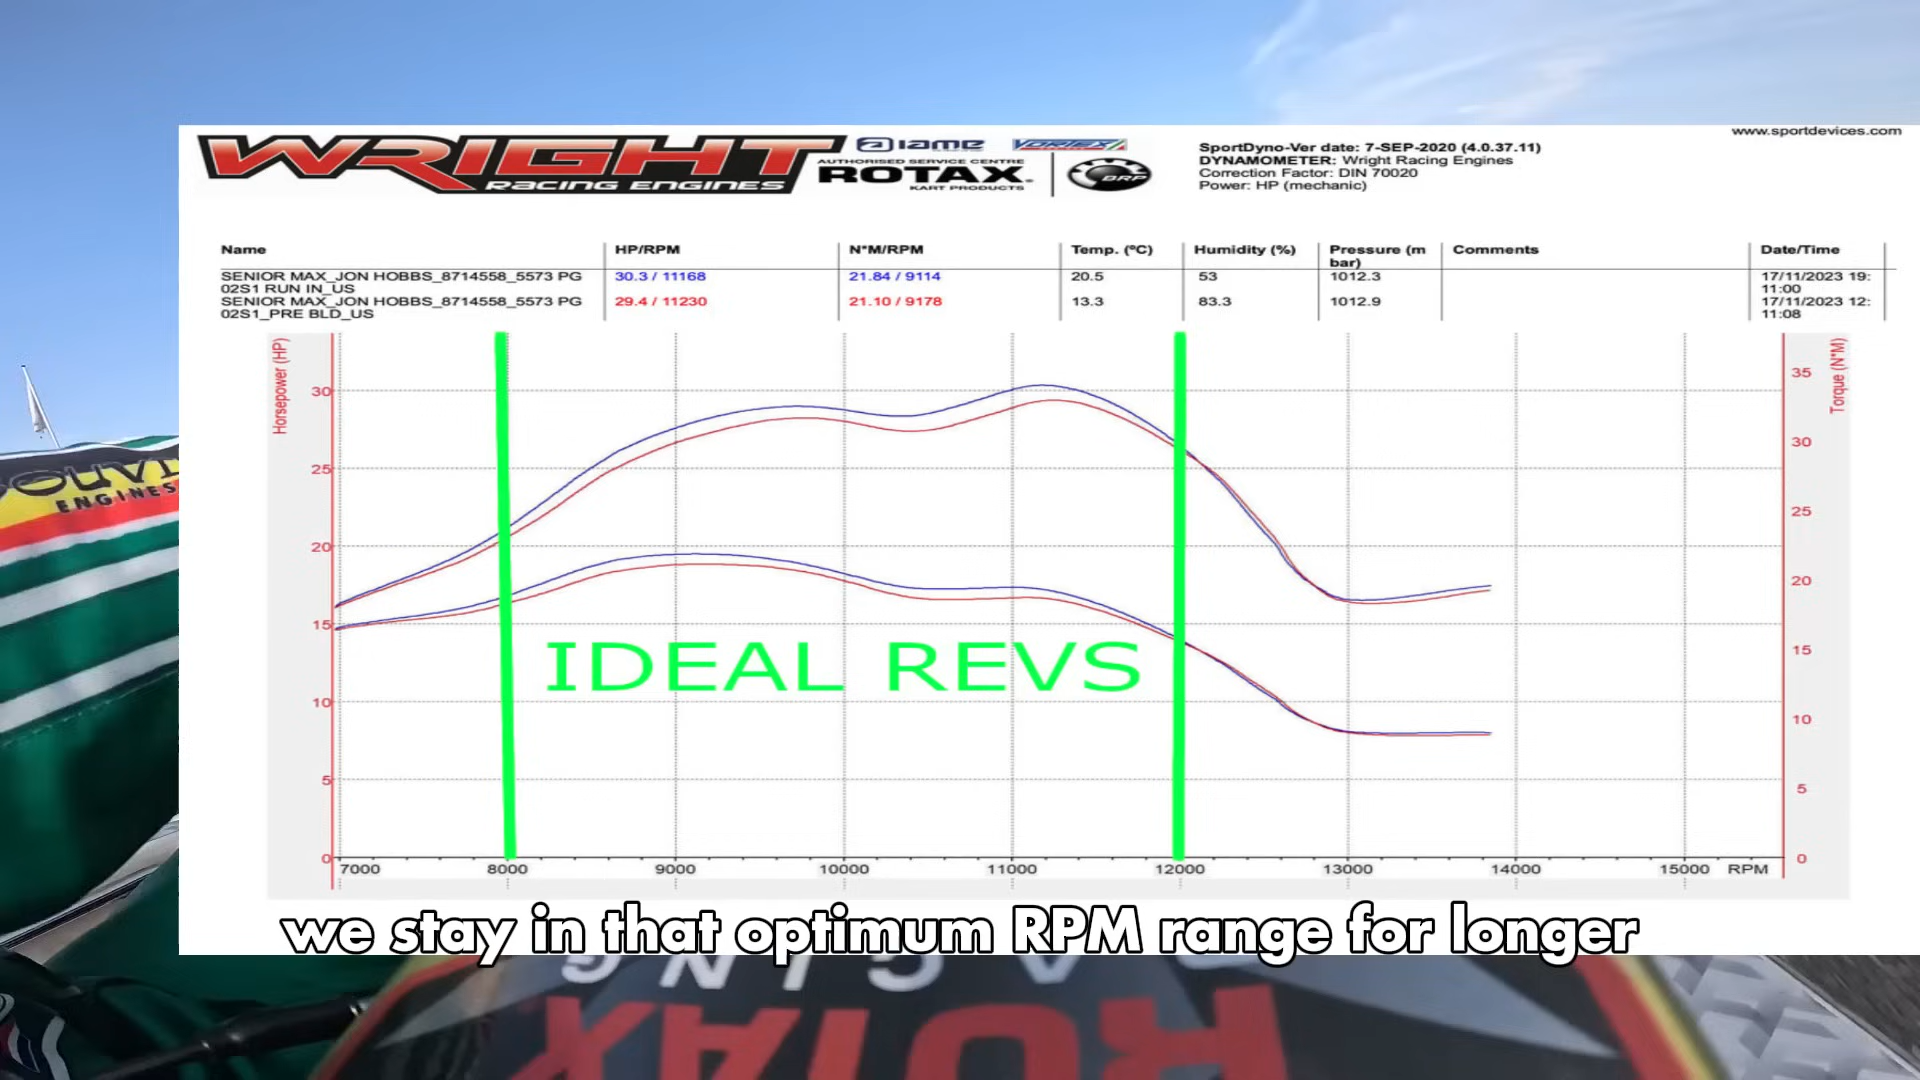 www.sportdevices.com
WRIGHT
RACING ENGINES
IAME
VORTEX
AUTHORISED SERVICE CENTRE
ROTAX
KART PRODUCTS
BRP
SportDyno-Ver date: 7-SEP-2020 (4.0.37.11)
DYNAMOMETER: Wright Racing Engines
Correction Factor: DIN 70020
Power: HP (mechanic)
Name HP/RPM N*M/RPM Temp. (ºC) Humidity (%) Pressure (m bar) Comments Date/Time
SENIOR MAX_JON HOBBS_8714558_5573 PG 30.3 / 11168 21.84 / 9114 20.5 53 1012.3 17/11/2023 19:
02S1 RUN IN_US 11:00
SENIOR MAX_JON HOBBS_8714558_5573 PG 29.4 / 11230 21.10 / 9178 13.3 83.3 1012.9 17/11/2023 12:
02S1_PRE BLD_US 11:08
Horsepower (HP)
30
25
20
15
10
5
0
Torque (N*M)
35
30
25
20
15
10
5
0
IDEAL REVS
7000 8000 9000 10000 11000 12000 13000 14000 15000 RPM
we stay in that optimum RPM range for longer
ENGINES
RACING
ROTAX